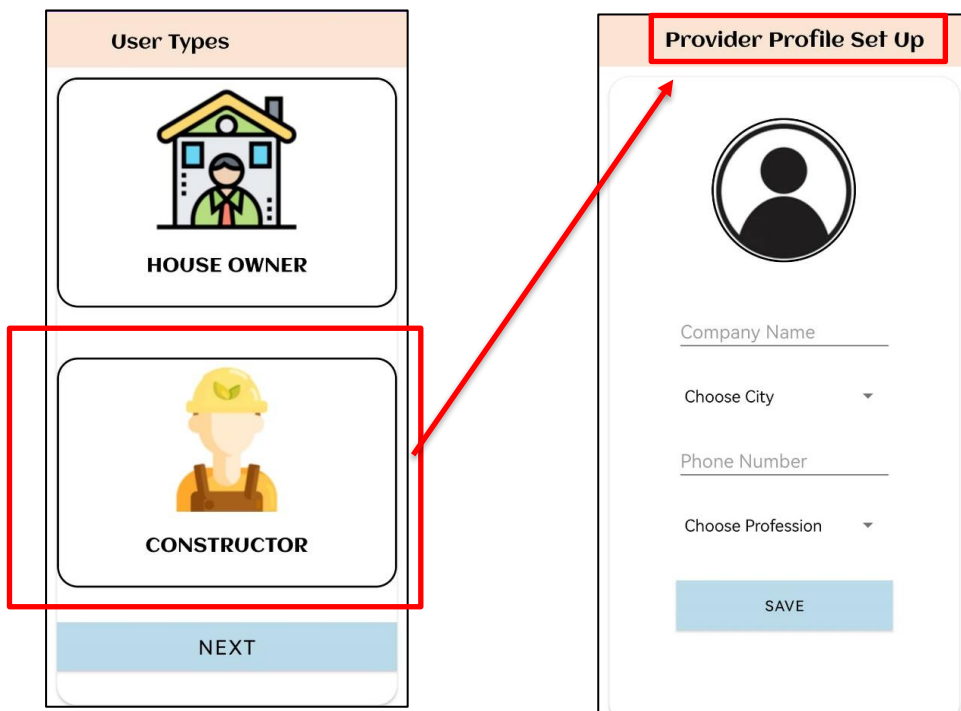 User Types
HOUSE OWNER
CONSTRUCTOR
NEXT
Provider Profile Set Up
Company Name
Choose City
Phone Number
Choose Profession
SAVE